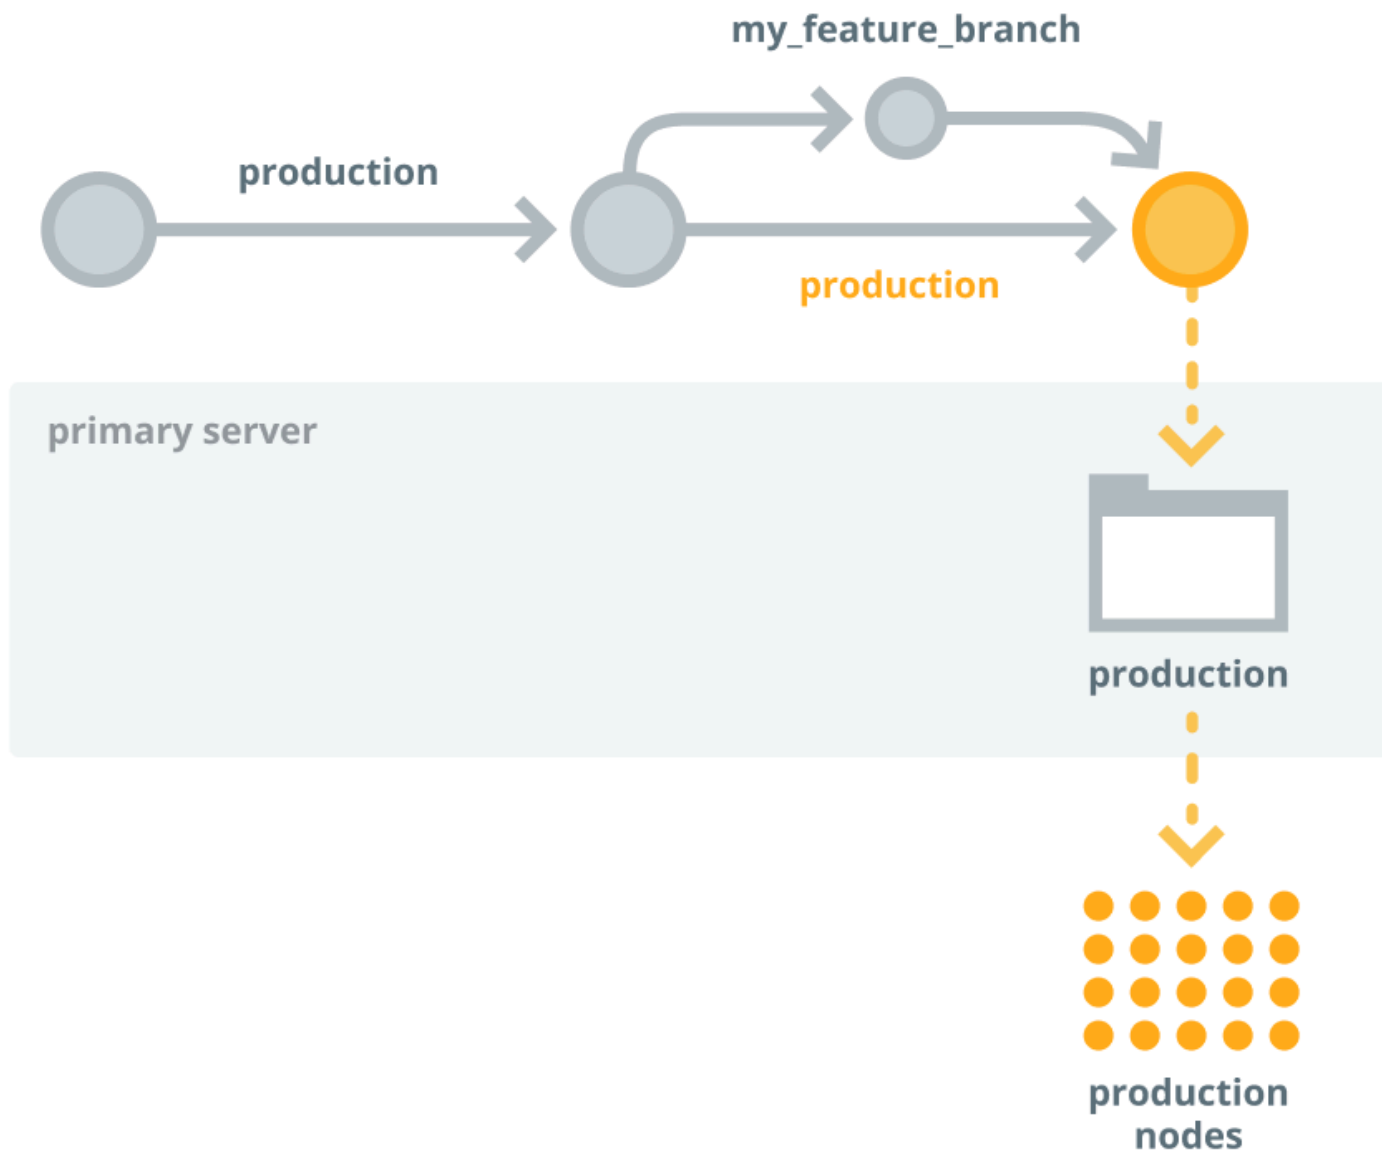 my_feature_branch
production
production
primary server
production
production
nodes